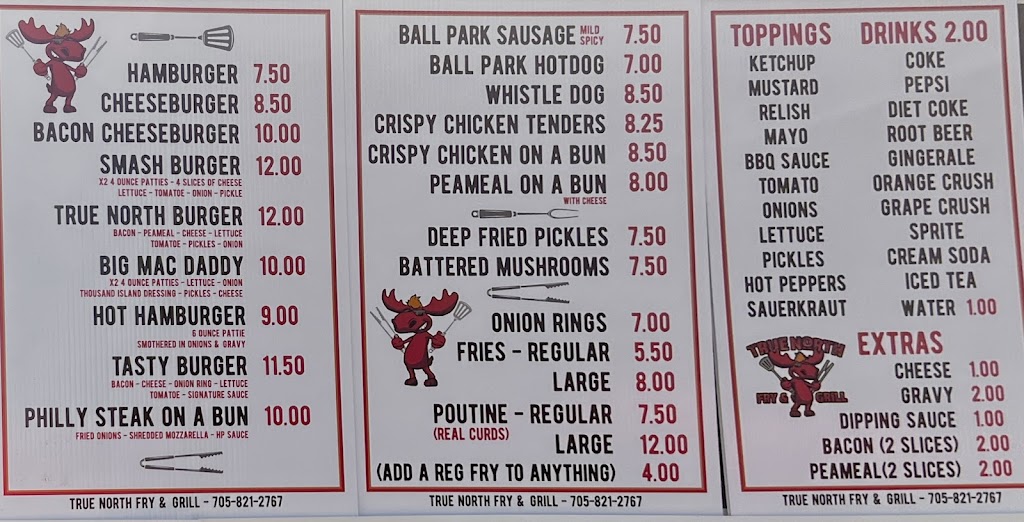 HAMBURGER 7.50
CHEESEBURGER 8.50
BACON CHEESEBURGER 10.00
SMASH BURGER 12.00
X2 4 OUNCE PATTIES - 4 SLICES OF CHEESE
LETTUCE - TOMATOE - ONION - PICKLE
TRUE NORTH BURGER 12.00
BACON - PEAMEAL - CHEESE - LETTUCE
TOMATOE - PICKLES - ONION
BIG MAC DADDY 10.00
X2 4 OUNCE PATTIES - LETTUCE - ONION
THOUSAND ISLAND DRESSING - PICKLES - CHEESE
HOT HAMBURGER 9.00
6 OUNCE PATTIE
SMOTHERED IN ONIONS & GRAVY
TASTY BURGER 11.50
BACON - CHEESE - ONION RING - LETTUCE
TOMATOE - SIGNATURE SAUCE
PHILLY STEAK ON A BUN 10.00
FRIED ONIONS - SHREDDED MOZZARELLA - HP SAUCE
TRUE NORTH FRY & GRILL - 705-821-2767
BALL PARK SAUSAGE MILD SPICY 7.50
BALL PARK HOTDOG 7.00
WHISTLE DOG 8.50
CRISPY CHICKEN TENDERS 8.25
CRISPY CHICKEN ON A BUN 8.50
PEAMEAL ON A BUN 8.00
WITH CHEESE
DEEP FRIED PICKLES 7.50
BATTERED MUSHROOMS 7.50
ONION RINGS 7.00
FRIES - REGULAR 5.50
LARGE 8.00
POUTINE - REGULAR 7.50
(REAL CURDS)
LARGE 12.00
(ADD A REG FRY TO ANYTHING) 4.00
TRUE NORTH FRY & GRILL - 705-821-2767
TOPPINGS DRINKS 2.00
KETCHUP COKE
MUSTARD PEPSI
RELISH DIET COKE
MAYO ROOT BEER
BBQ SAUCE GINGERALE
TOMATO ORANGE CRUSH
ONIONS GRAPE CRUSH
LETTUCE SPRITE
PICKLES CREAM SODA
HOT PEPPERS ICED TEA
SAUERKRAUT WATER 1.00
TRUE NORTH
FRY & GRILL
EXTRAS
CHEESE 1.00
GRAVY 2.00
DIPPING SAUCE 1.00
BACON (2 SLICES) 2.00
PEAMEAL(2 SLICES) 2.00
TRUE NORTH FRY & GRILL - 705-821-2767